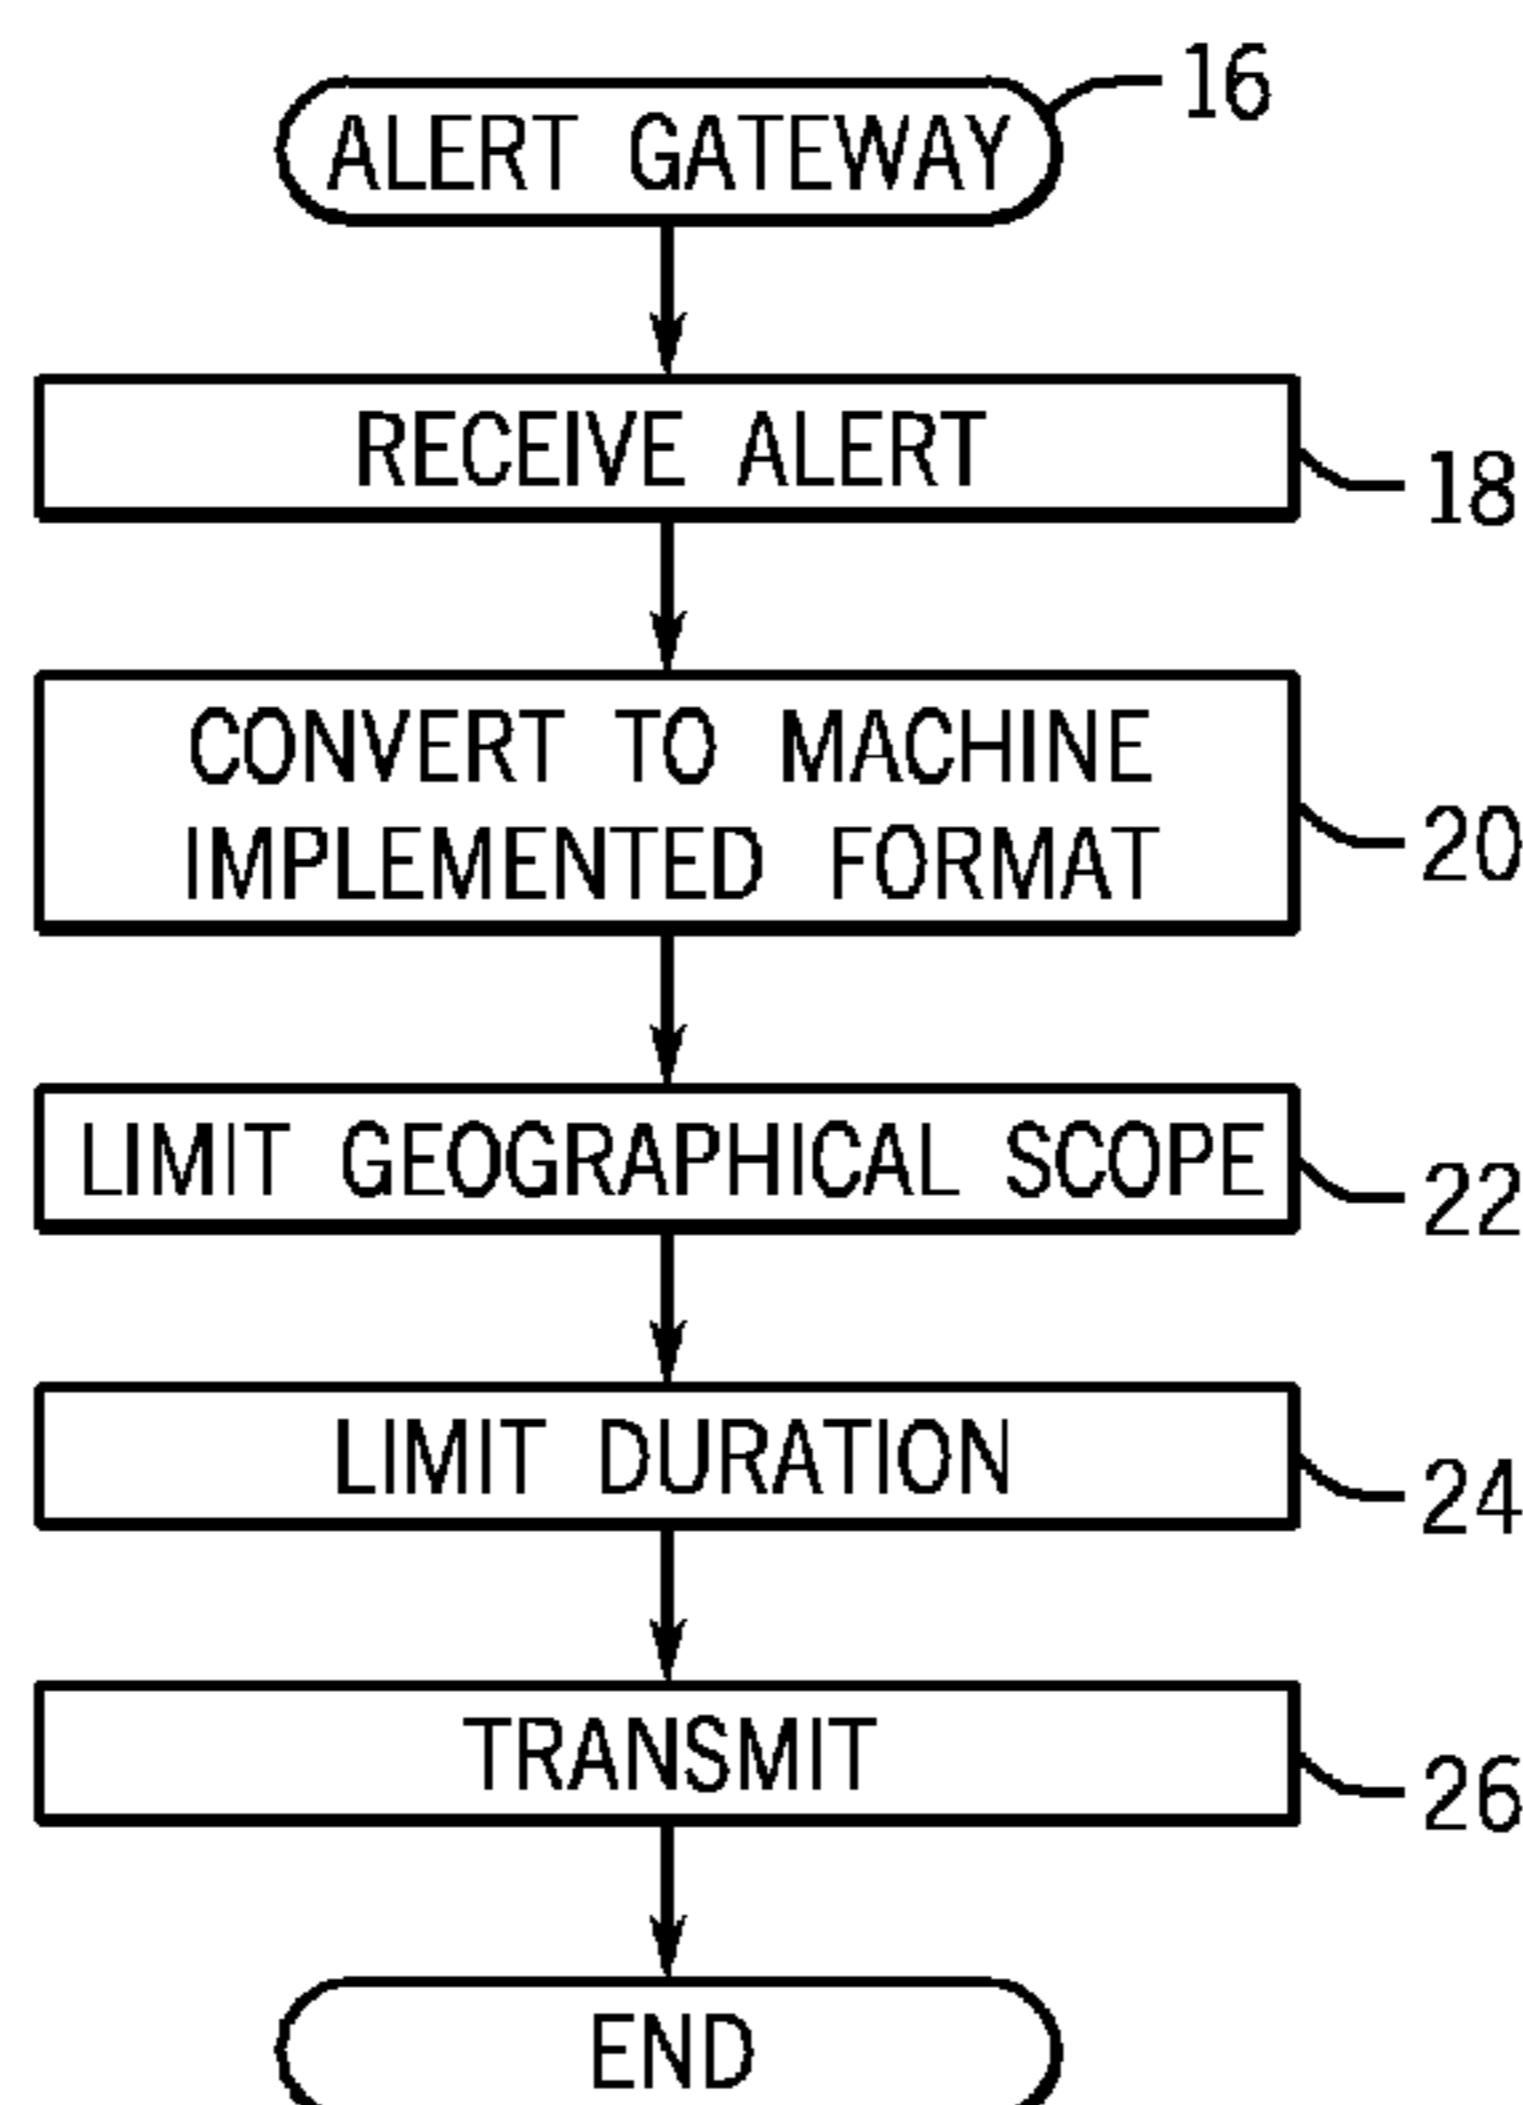 ALERT GATEWAY
16
RECEIVE ALERT
18
CONVERT TO MACHINE
IMPLEMENTED FORMAT
20
LIMIT GEOGRAPHICAL SCOPE
22
LIMIT DURATION
24
TRANSMIT
26
END